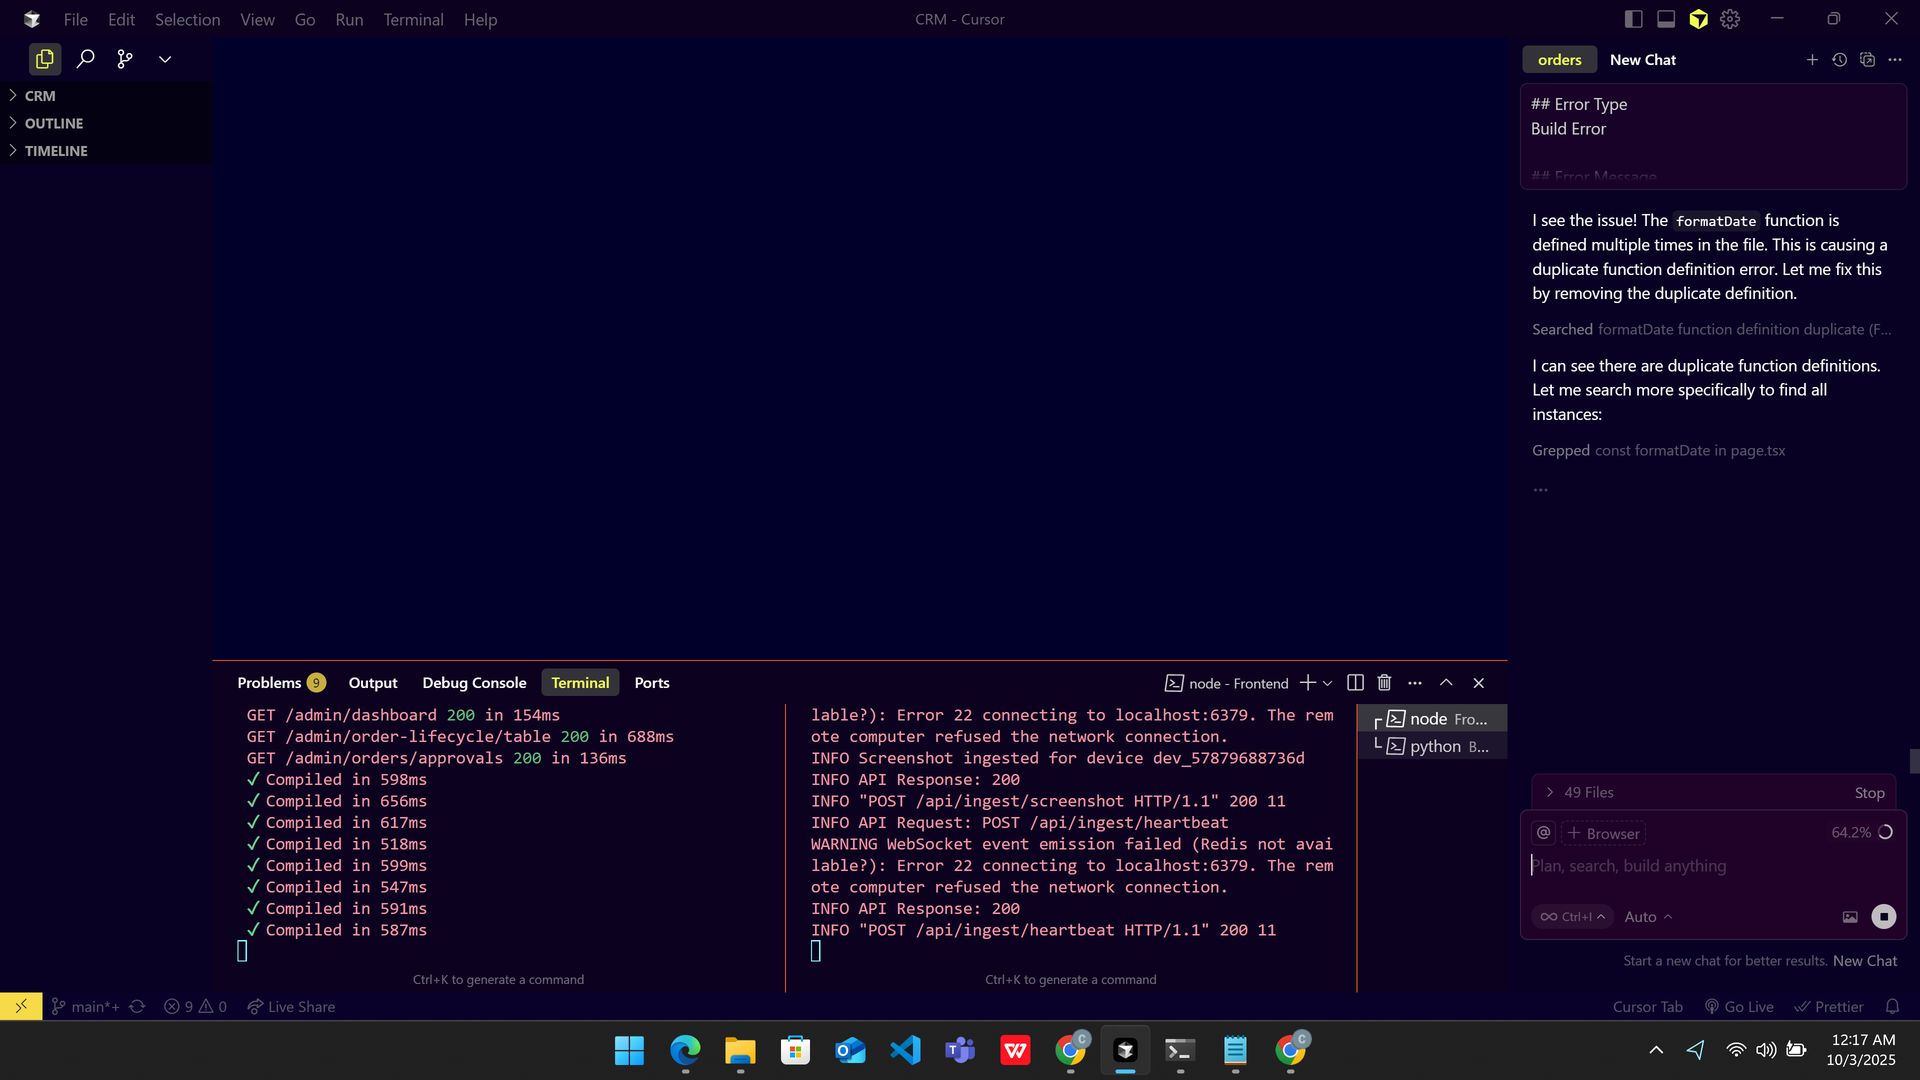 File Edit Selection View Go Run Terminal Help
CRM - Cursor
CRM
OUTLINE
TIMELINE
orders New Chat
## Error Type
Build Error
## Error Message
I see the issue! The formatDate function is
defined multiple times in the file. This is causing a
duplicate function definition error. Let me fix this
by removing the duplicate definition.
Searched formatDate function definition duplicate (F...
I can see there are duplicate function definitions.
Let me search more specifically to find all
instances:
Grepped const formatDate in page.tsx
...
49 Files Stop
@ + Browser 64.2%
Plan, search, build anything
∞ Ctrl+I Auto
Start a new chat for better results. New Chat
Problems 9 Output Debug Console Terminal Ports
node - Frontend
GET /admin/dashboard 200 in 154ms
GET /admin/order-lifecycle/table 200 in 688ms
GET /admin/orders/approvals 200 in 136ms
✓ Compiled in 598ms
✓ Compiled in 656ms
✓ Compiled in 617ms
✓ Compiled in 518ms
✓ Compiled in 599ms
✓ Compiled in 547ms
✓ Compiled in 591ms
✓ Compiled in 587ms
Ctrl+K to generate a command
lable?): Error 22 connecting to localhost:6379. The rem
ote computer refused the network connection.
INFO Screenshot ingested for device dev_57879688736d
INFO API Response: 200
INFO "POST /api/ingest/screenshot HTTP/1.1" 200 11
INFO API Request: POST /api/ingest/heartbeat
WARNING WebSocket event emission failed (Redis not avai
lable?): Error 22 connecting to localhost:6379. The rem
ote computer refused the network connection.
INFO API Response: 200
INFO "POST /api/ingest/heartbeat HTTP/1.1" 200 11
Ctrl+K to generate a command
node Fro...
python B...
main*+ 9 0 Live Share
Cursor Tab Go Live Prettier
12:17 AM
10/3/2025